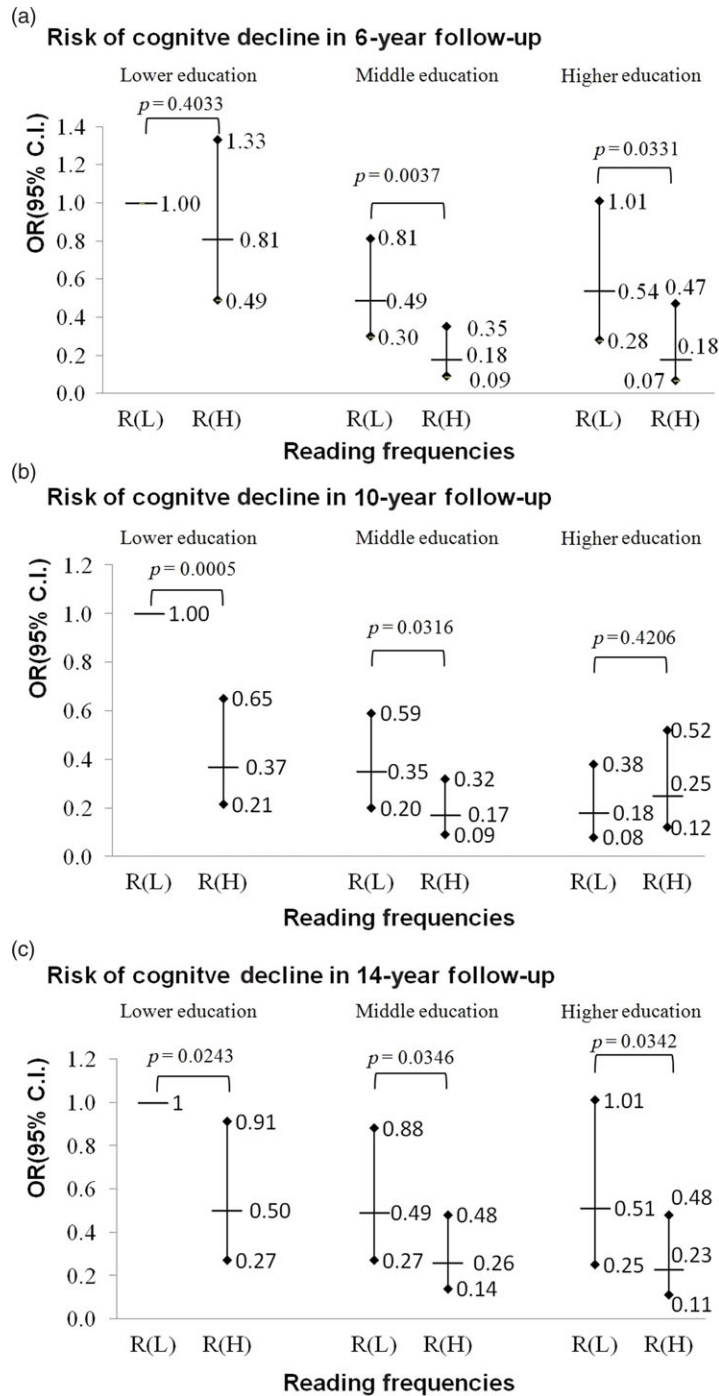 (a)
Risk of cognitve decline in 6-year follow-up
Lower education Middle education Higher education
p = 0.4033
p = 0.0037
p = 0.0331
OR(95% C.I.)
1.4
1.2
1.0
0.8
0.6
0.4
0.2
0.0
1.00
1.33
0.81
0.49
0.81
0.49
0.30
0.35
0.18
0.09
1.01
0.54
0.28
0.47
0.18
0.07
R(L) R(H) R(L) R(H) R(L) R(H)
Reading frequencies
(b)
Risk of cognitve decline in 10-year follow-up
Lower education Middle education Higher education
p = 0.0005
p = 0.0316
p = 0.4206
OR(95% C.I.)
1.2
1.0
0.8
0.6
0.4
0.2
0.0
1.00
0.65
0.37
0.21
0.59
0.35
0.20
0.32
0.17
0.09
0.38
0.18
0.08
0.52
0.25
0.12
R(L) R(H) R(L) R(H) R(L) R(H)
Reading frequencies
(c)
Risk of cognitve decline in 14-year follow-up
Lower education Middle education Higher education
p = 0.0243
p = 0.0346
p = 0.0342
OR(95% C.I.)
1.2
1.0
0.8
0.6
0.4
0.2
0.0
1
0.91
0.50
0.27
0.88
0.49
0.27
0.48
0.26
0.14
1.01
0.51
0.25
0.48
0.23
0.11
R(L) R(H) R(L) R(H) R(L) R(H)
Reading frequencies